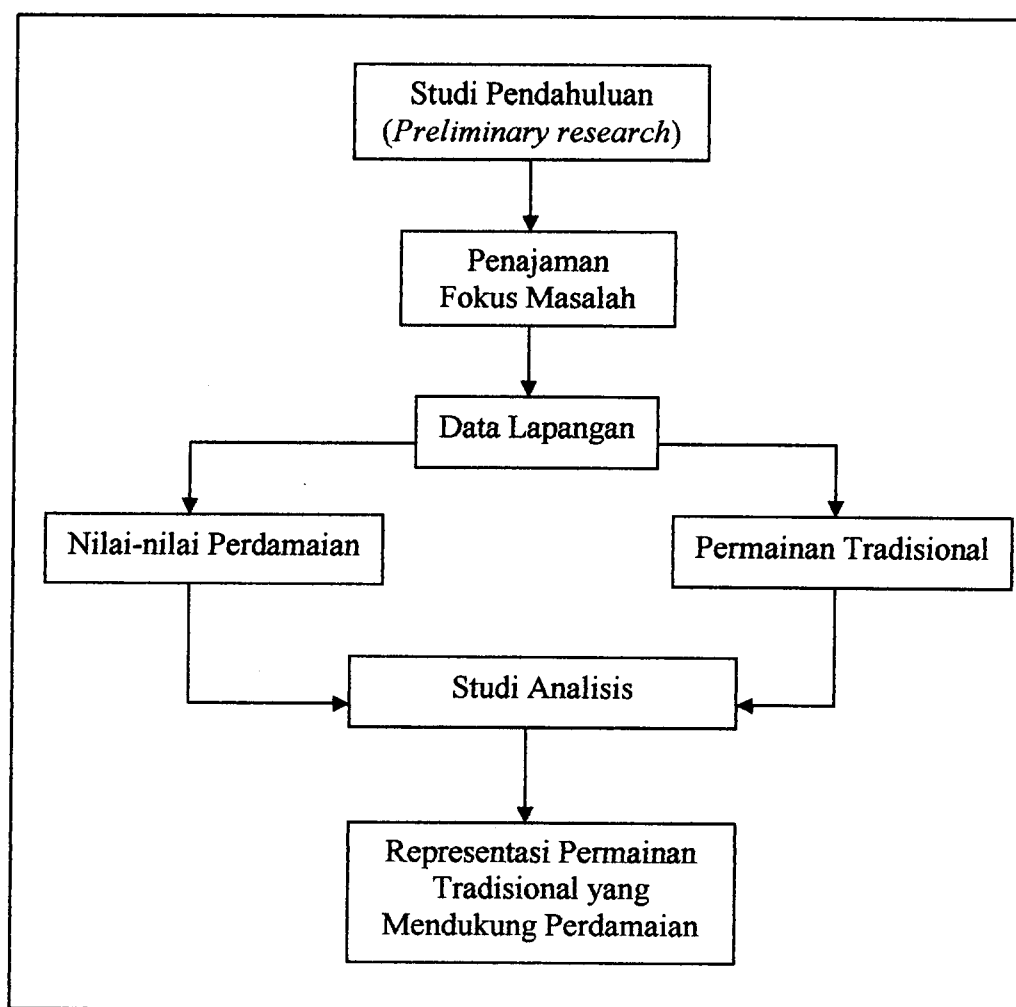 Studi Pendahuluan
(Preliminary research)
Penajaman
Fokus Masalah
Data Lapangan
Nilai-nilai Perdamaian
Permainan Tradisional
Studi Analisis
Representasi Permainan
Tradisional yang
Mendukung Perdamaian